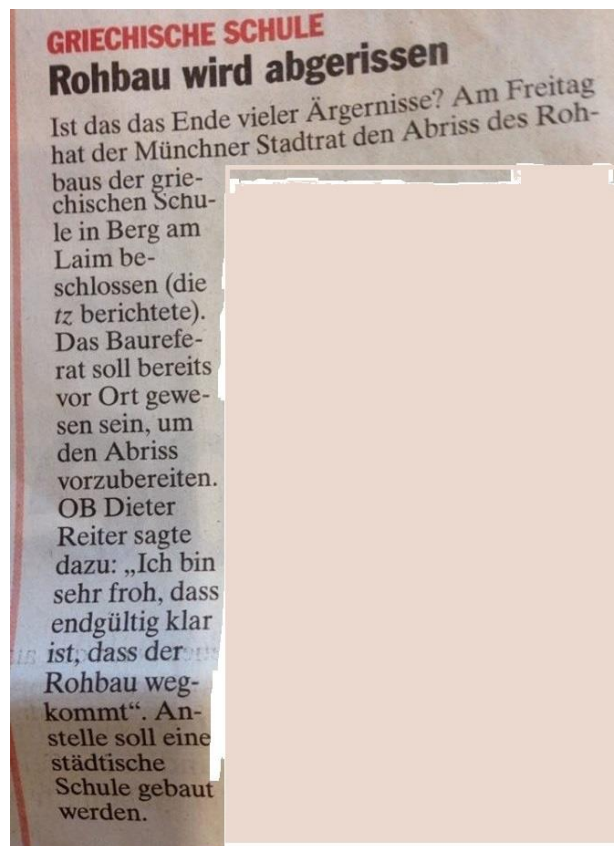 GRIECHISCHE SCHULE
Rohbau wird abgerissen
Ist das das Ende vieler Ärgernisse? Am Freitag
hat der Münchner Stadtrat den Abriss des Roh-
baus der grie-
chischen Schu-
le in Berg am
Laim be-
schlossen (die
tz berichtete).
Das Baurefe-
rat soll bereits
vor Ort gewe-
sen sein, um
den Abriss
vorzubereiten.
OB Dieter
Reiter sagte
dazu: „Ich bin
sehr froh, dass
endgültig klar
ist, dass der
Rohbau weg-
kommt“. An-
stelle soll eine
städtische
Schule gebaut
werden.